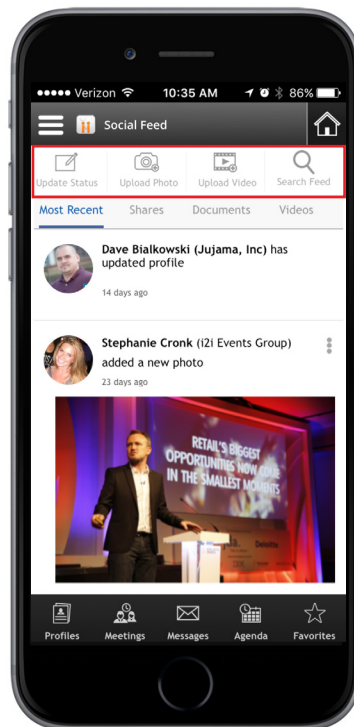 Verizon 10:35 AM 86%
Social Feed
Update Status Upload Photo Upload Video Search Feed
Most Recent Shares Documents Videos
Dave Bialkowski (Jujama, Inc) has
updated profile
14 days ago
Stephanie Cronk (i2i Events Group)
added a new photo
23 days ago
RETAIL'S BIGGEST
OPPORTUNITIES NOW COME
IN THE SMALLEST MOMENTS
Deloitte
Profiles Meetings Messages Agenda Favorites